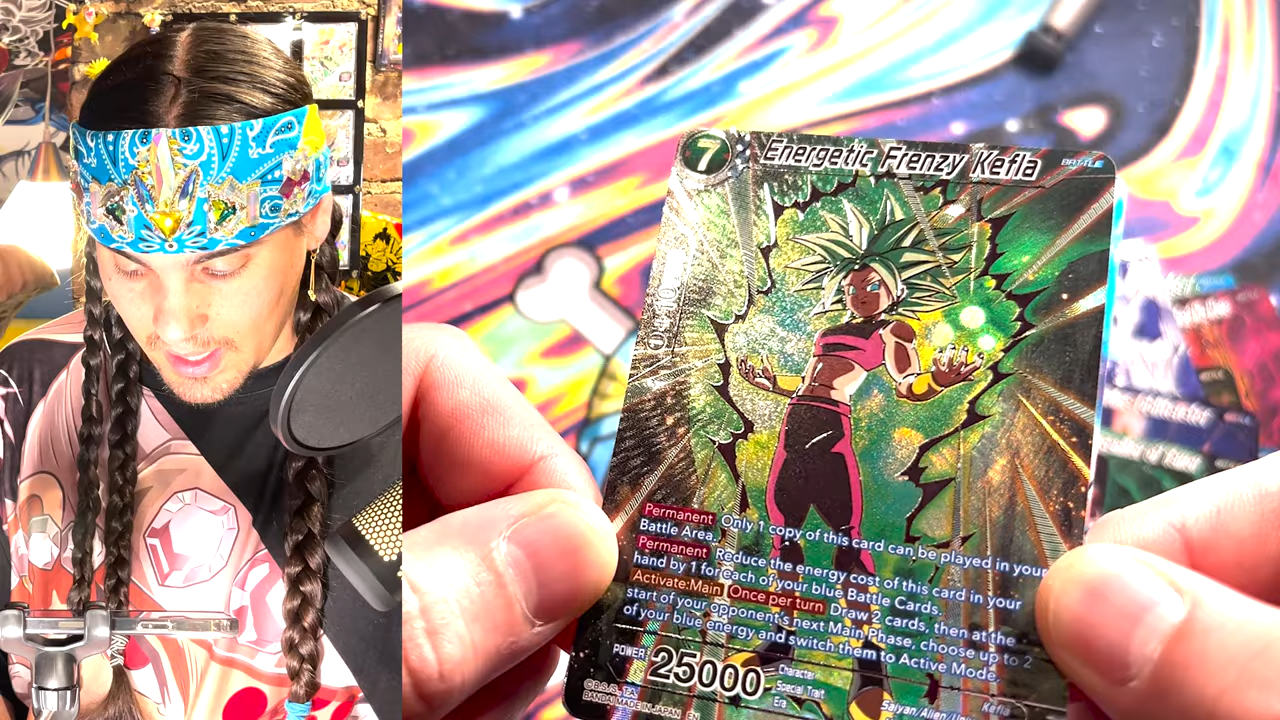 7
Energetic Frenzy Kefla
BATTLE
Permanent Only 1 copy of this card can be played in your
Battle Area.
Permanent Reduce the energy cost of this card in your
hand by 1 for each of your blue Battle Cards.
Activate:Main Once per turn Draw 2 cards, then at the
start of your opponent's next Main Phase, choose up to 2
of your blue energy and switch them to Active Mode.
POWER 25000
Character
Special Trait
Era
Kefla
Saiyan/Alien/
©B.S./S., T.A.
BANDAI MADE IN JAPAN EN